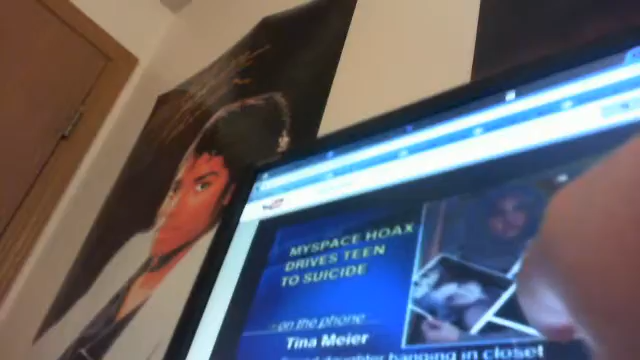 MYSPACE HOAX
DRIVES TEEN
TO SUICIDE
on the phone
Tina Meier
daughter hanging in closet